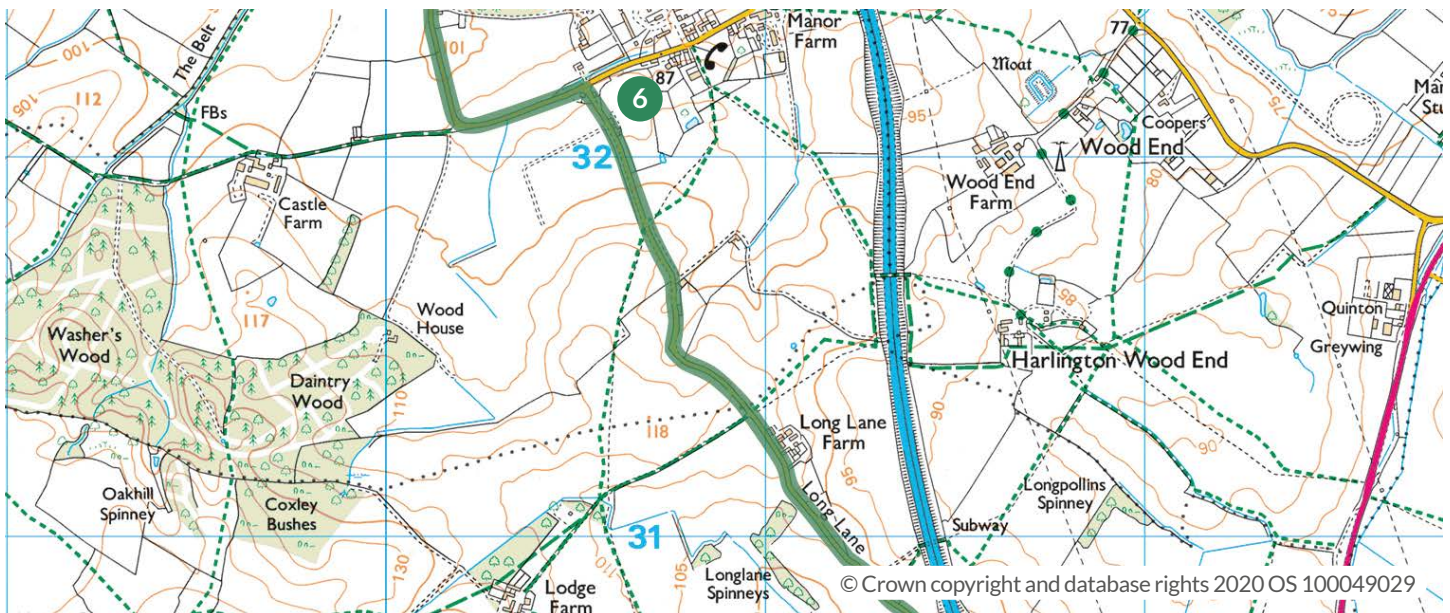 100
The Belt
101
Manor
Farm
77
Moat
105
112
FBs
87
6
95
75
Coopers
32
Wood End
Castle
Farm
Wood End
Farm
80
117
Wood
House
85
Quinton
Washer's
Wood
Greywing
Harlington Wood End
Daintry
Wood
110
118
90
Long Lane
Farm
95
90
Oakhill
Spinney
Coxley
Bushes
Long Lane
Longpollins
Spinney
Subway
31
130
110
105
Lodge
Farm
Longlane
Spinneys
© Crown copyright and database rights 2020 OS 100049029